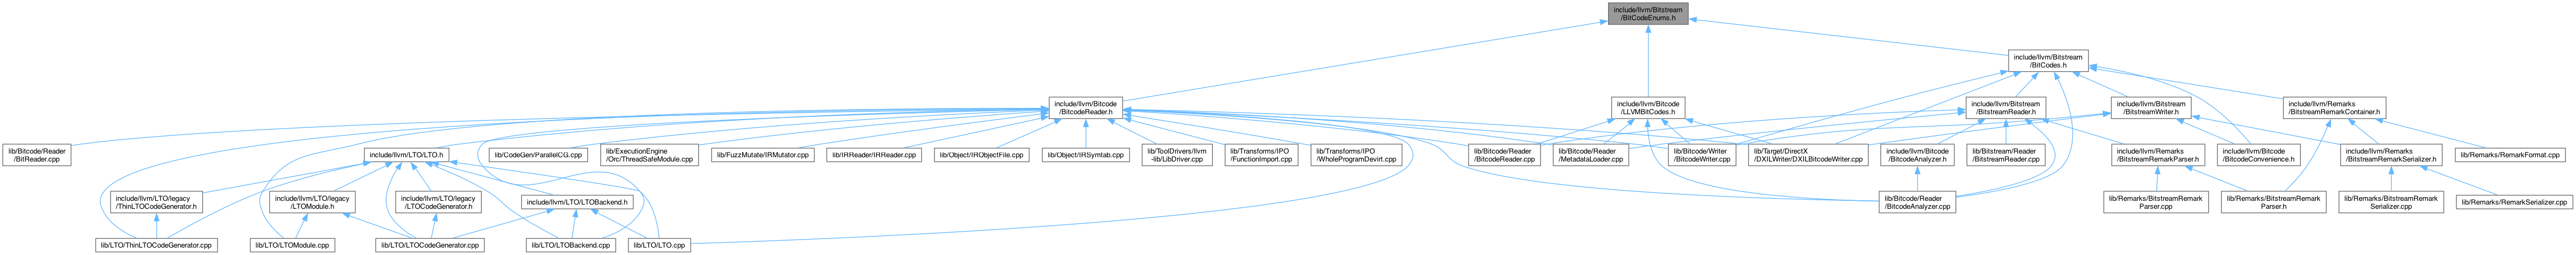 include/llvm/Bitstream
/BitCodeEnums.h
include/llvm/Bitstream
/BitCodes.h
include/llvm/Bitcode
/BitcodeReader.h
include/llvm/Bitcode
/LLVMBitCodes.h
include/llvm/Bitstream
/BitstreamReader.h
include/llvm/Bitstream
/BitstreamWriter.h
include/llvm/Remarks
/BitstreamRemarkContainer.h
lib/Bitcode/Reader
/BitReader.cpp
include/llvm/LTO/LTO.h
lib/CodeGen/ParallelCG.cpp
lib/ExecutionEngine
/Orc/ThreadSafeModule.cpp
lib/FuzzMutate/IRMutator.cpp
lib/IRReader/IRReader.cpp
lib/Object/IRObjectFile.cpp
lib/Object/IRSymtab.cpp
lib/ToolDrivers/llvm
-lib/LibDriver.cpp
lib/Transforms/IPO
/FunctionImport.cpp
lib/Transforms/IPO
/WholeProgramDevirt.cpp
lib/Bitcode/Reader
/BitcodeReader.cpp
lib/Bitcode/Reader
/MetadataLoader.cpp
lib/Bitcode/Writer
/BitcodeWriter.cpp
lib/Target/DirectX
/DXILWriter/DXILBitcodeWriter.cpp
include/llvm/Bitcode
/BitcodeAnalyzer.h
lib/Bitstream/Reader
/BitstreamReader.cpp
include/llvm/Remarks
/BitstreamRemarkParser.h
include/llvm/Bitcode
/BitcodeConvenience.h
include/llvm/Remarks
/BitstreamRemarkSerializer.h
lib/Remarks/RemarkFormat.cpp
include/llvm/LTO/legacy
/ThinLTOCodeGenerator.h
include/llvm/LTO/legacy
/LTOModule.h
include/llvm/LTO/legacy
/LTOCodeGenerator.h
include/llvm/LTO/LTOBackend.h
lib/Bitcode/Reader
/BitcodeAnalyzer.cpp
lib/Remarks/BitstreamRemark
Parser.cpp
lib/Remarks/BitstreamRemark
Parser.h
lib/Remarks/BitstreamRemark
Serializer.cpp
lib/Remarks/RemarkSerializer.cpp
lib/LTO/ThinLTOCodeGenerator.cpp
lib/LTO/LTOModule.cpp
lib/LTO/LTOCodeGenerator.cpp
lib/LTO/LTOBackend.cpp
lib/LTO/LTO.cpp